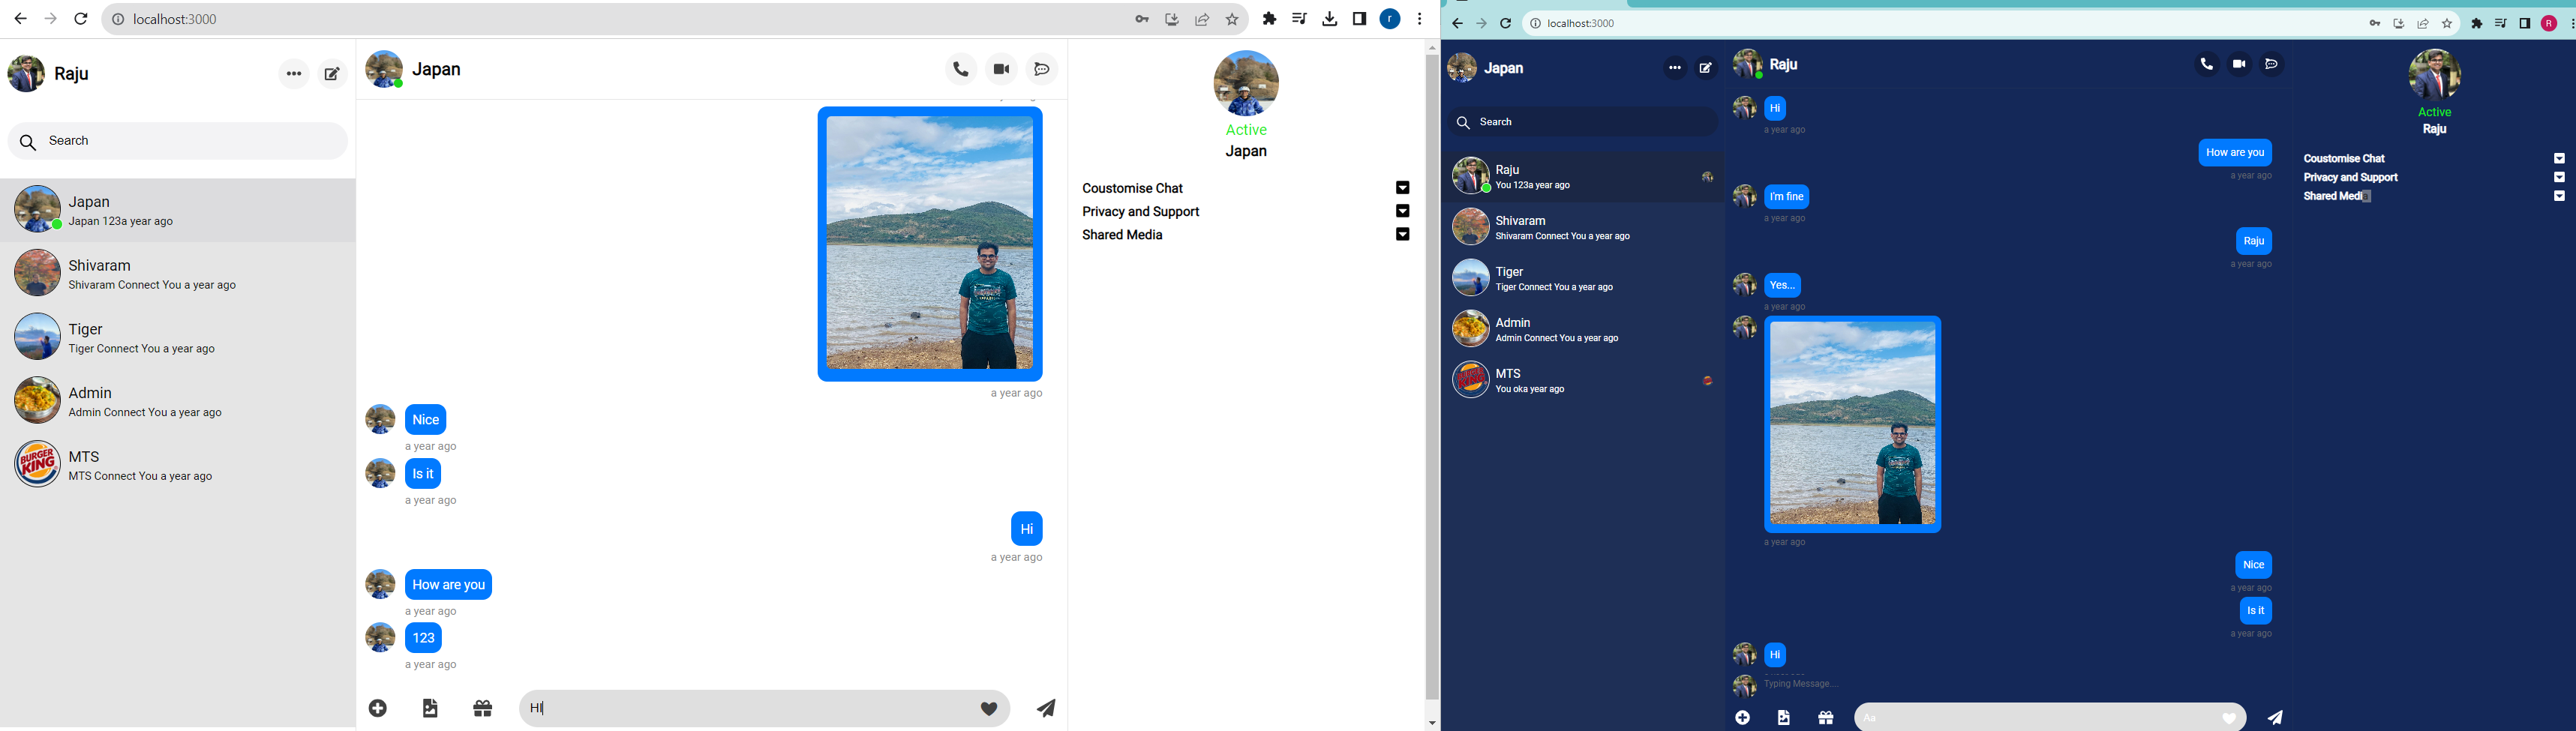 localhost:3000
r
Raju
Search
Japan
Japan 123a year ago
Shivaram
Shivaram Connect You a year ago
Tiger
Tiger Connect You a year ago
Admin
Admin Connect You a year ago
BURGER KING
MTS
MTS Connect You a year ago
Japan
a year ago
Nice
a year ago
Is it
a year ago
Hi
a year ago
How are you
a year ago
123
a year ago
HI
Active
Japan
Coustomise Chat
Privacy and Support
Shared Media
localhost:3000
R
Japan
Search
Raju
You 123a year ago
Shivaram
Shivaram Connect You a year ago
Tiger
Tiger Connect You a year ago
Admin
Admin Connect You a year ago
BURGER KING
MTS
You oka year ago
Raju
Hi
a year ago
How are you
a year ago
I'm fine
a year ago
Raju
a year ago
Yes...
a year ago
a year ago
Nice
a year ago
Is it
a year ago
Hi
Typing Message....
Aa
Active
Raju
Coustomise Chat
Privacy and Support
Shared Media